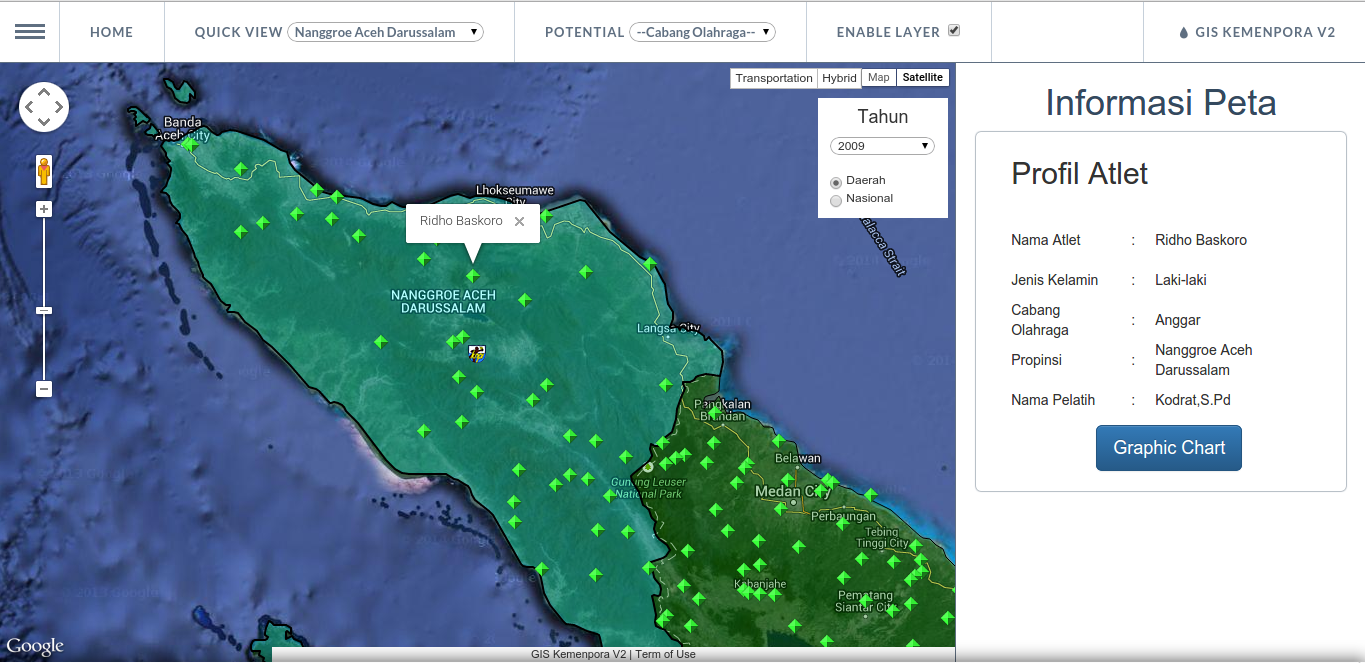 HOME
QUICK VIEW Nanggroe Aceh Darussalam
POTENTIAL --Cabang Olahraga--
ENABLE LAYER
GIS KEMENPORA V2
Transportation Hybrid Map Satellite
Tahun
2009
Daerah
Nasional
Banda
Aceh City
Lhokseumawe
City
Ridho Baskoro
NANGGROE ACEH
DARUSSALAM
Langsa City
Malacca Strait
Pangkalan
Brandan
Belawan
Gunung Leuser
National Park
Medan City
Perbaungan
Tebing
Tinggi City
Kabanjahe
Pematang
Siantar City
Google
GIS Kemenpora V2 | Term of Use
Informasi Peta
Profil Atlet
Nama Atlet : Ridho Baskoro
Jenis Kelamin : Laki-laki
Cabang
Olahraga : Anggar
Propinsi : Nanggroe Aceh
Darussalam
Nama Pelatih : Kodrat,S.Pd
Graphic Chart